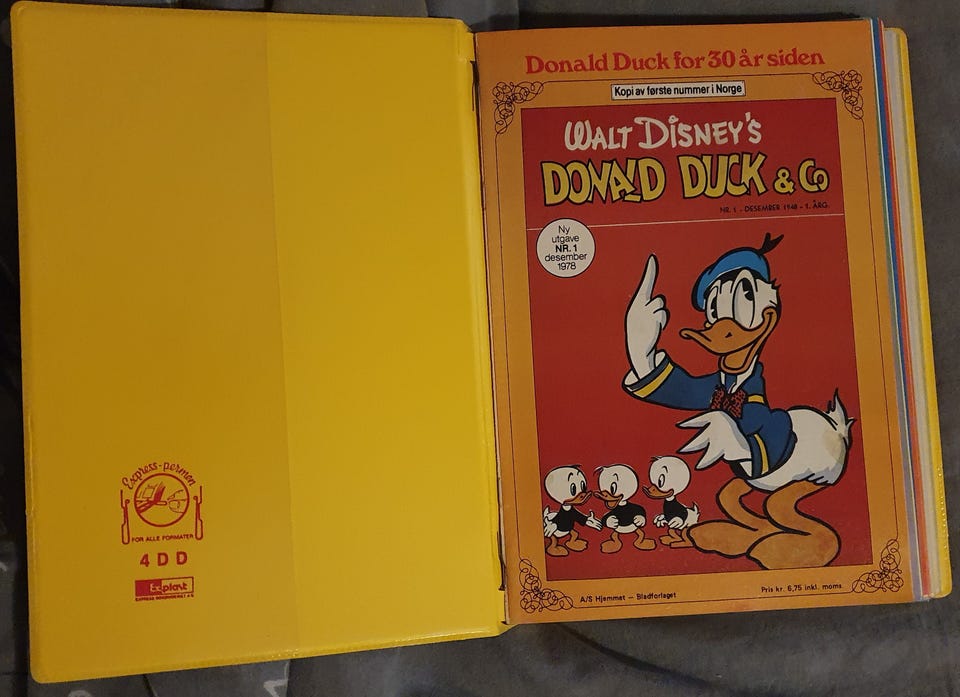 Express-permen
FOR ALLE FORMATER
4 D D
Donald Duck for 30 år siden
Kopi av første nummer i Norge
WALT DISNEY'S
DONALD DUCK & Co
NR. 1 - DESEMBER 1948 - 1. ÅRG.
Ny
utgave
NR. 1
desember
1978
A/S Hjemmet – Bladforlaget
Pris kr. 6,75 inkl. moms